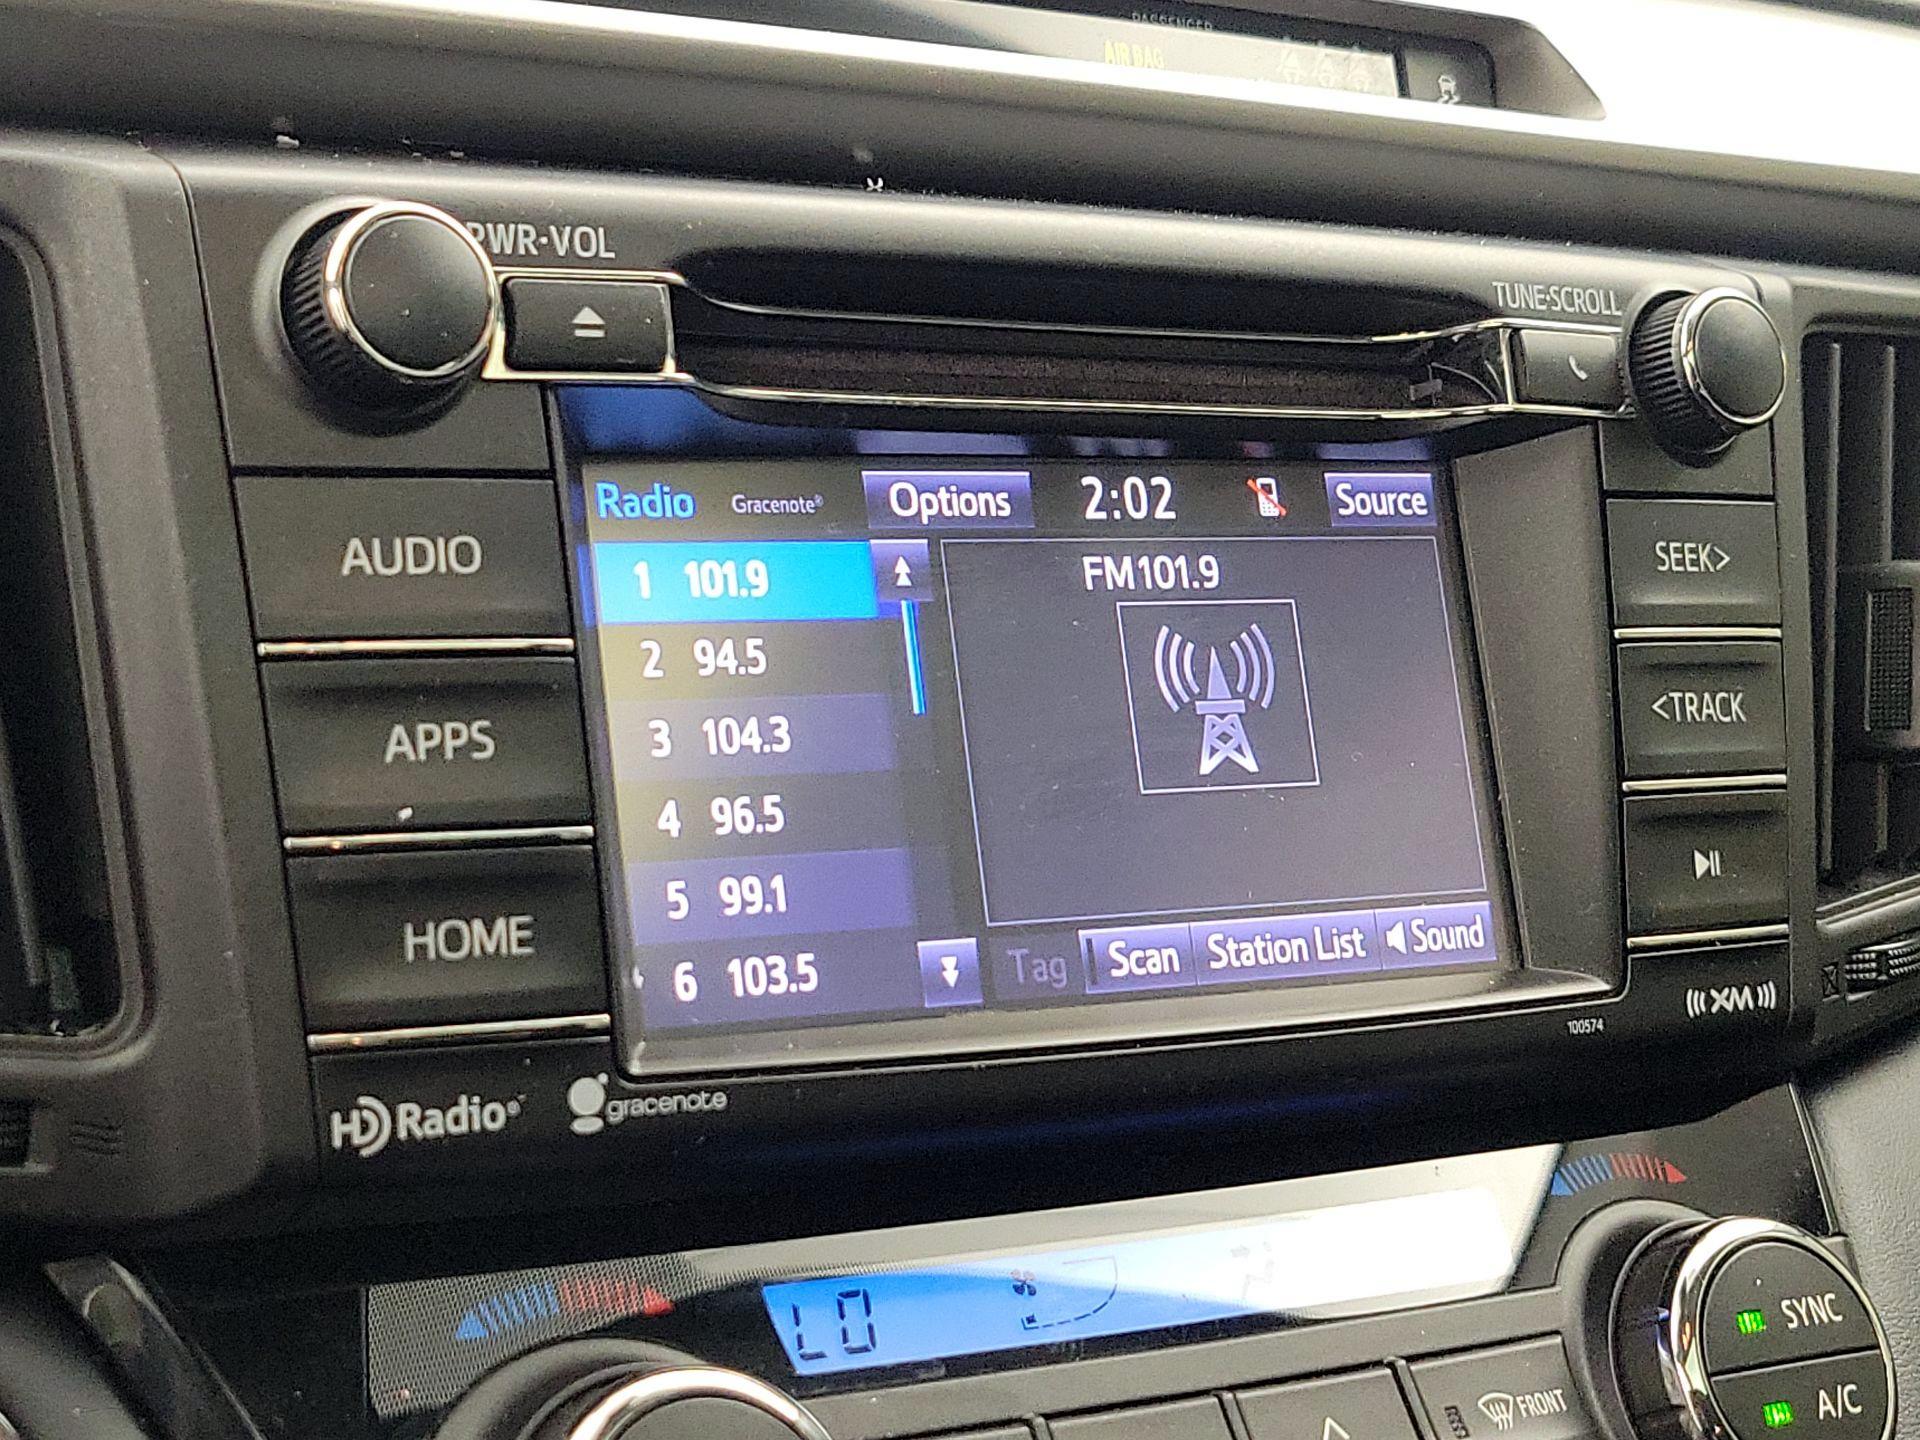 PASSENGER
AIR BAG
PWR·VOL
TUNE·SCROLL
AUDIO
APPS
HOME
Radio Gracenote® Options 2:02 Source
1 101.9
2 94.5
3 104.3
4 96.5
5 99.1
6 103.5
FM101.9
Tag Scan Station List Sound
SEEK>
<TRACK
XM
100574
HD Radio®
gracenote
LO
SYNC
A/C
FRONT